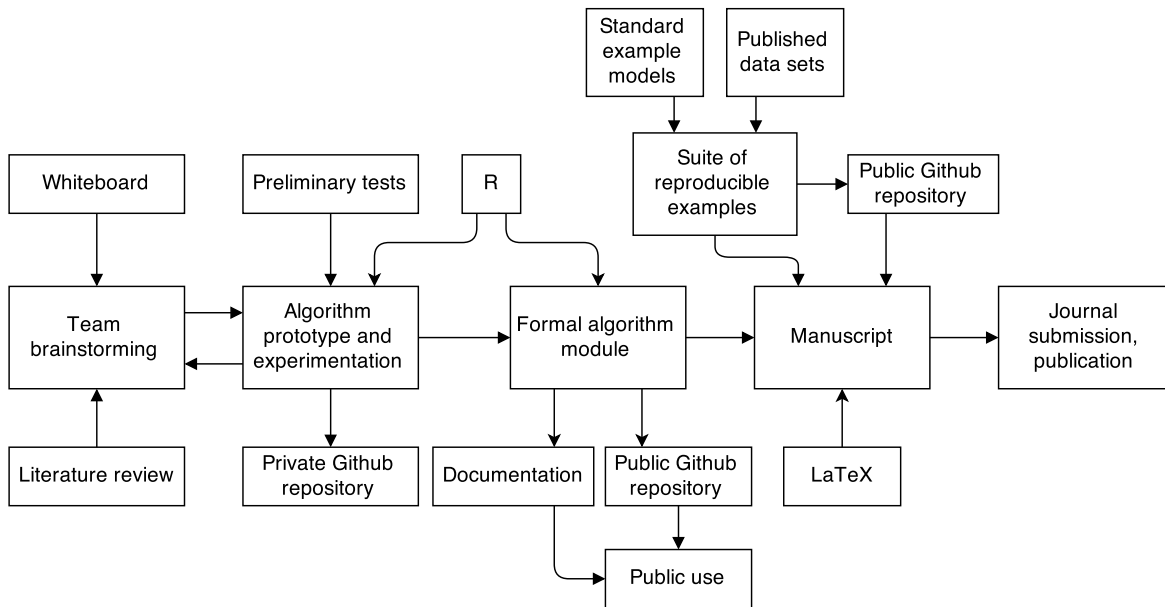 Standard
example
models
Published
data sets
Whiteboard
Preliminary tests
R
Suite of
reproducible
examples
Public Github
repository
Team
brainstorming
Algorithm
prototype and
experimentation
Formal algorithm
module
Manuscript
Journal
submission,
publication
Literature review
Private Github
repository
Documentation
Public Github
repository
LaTeX
Public use